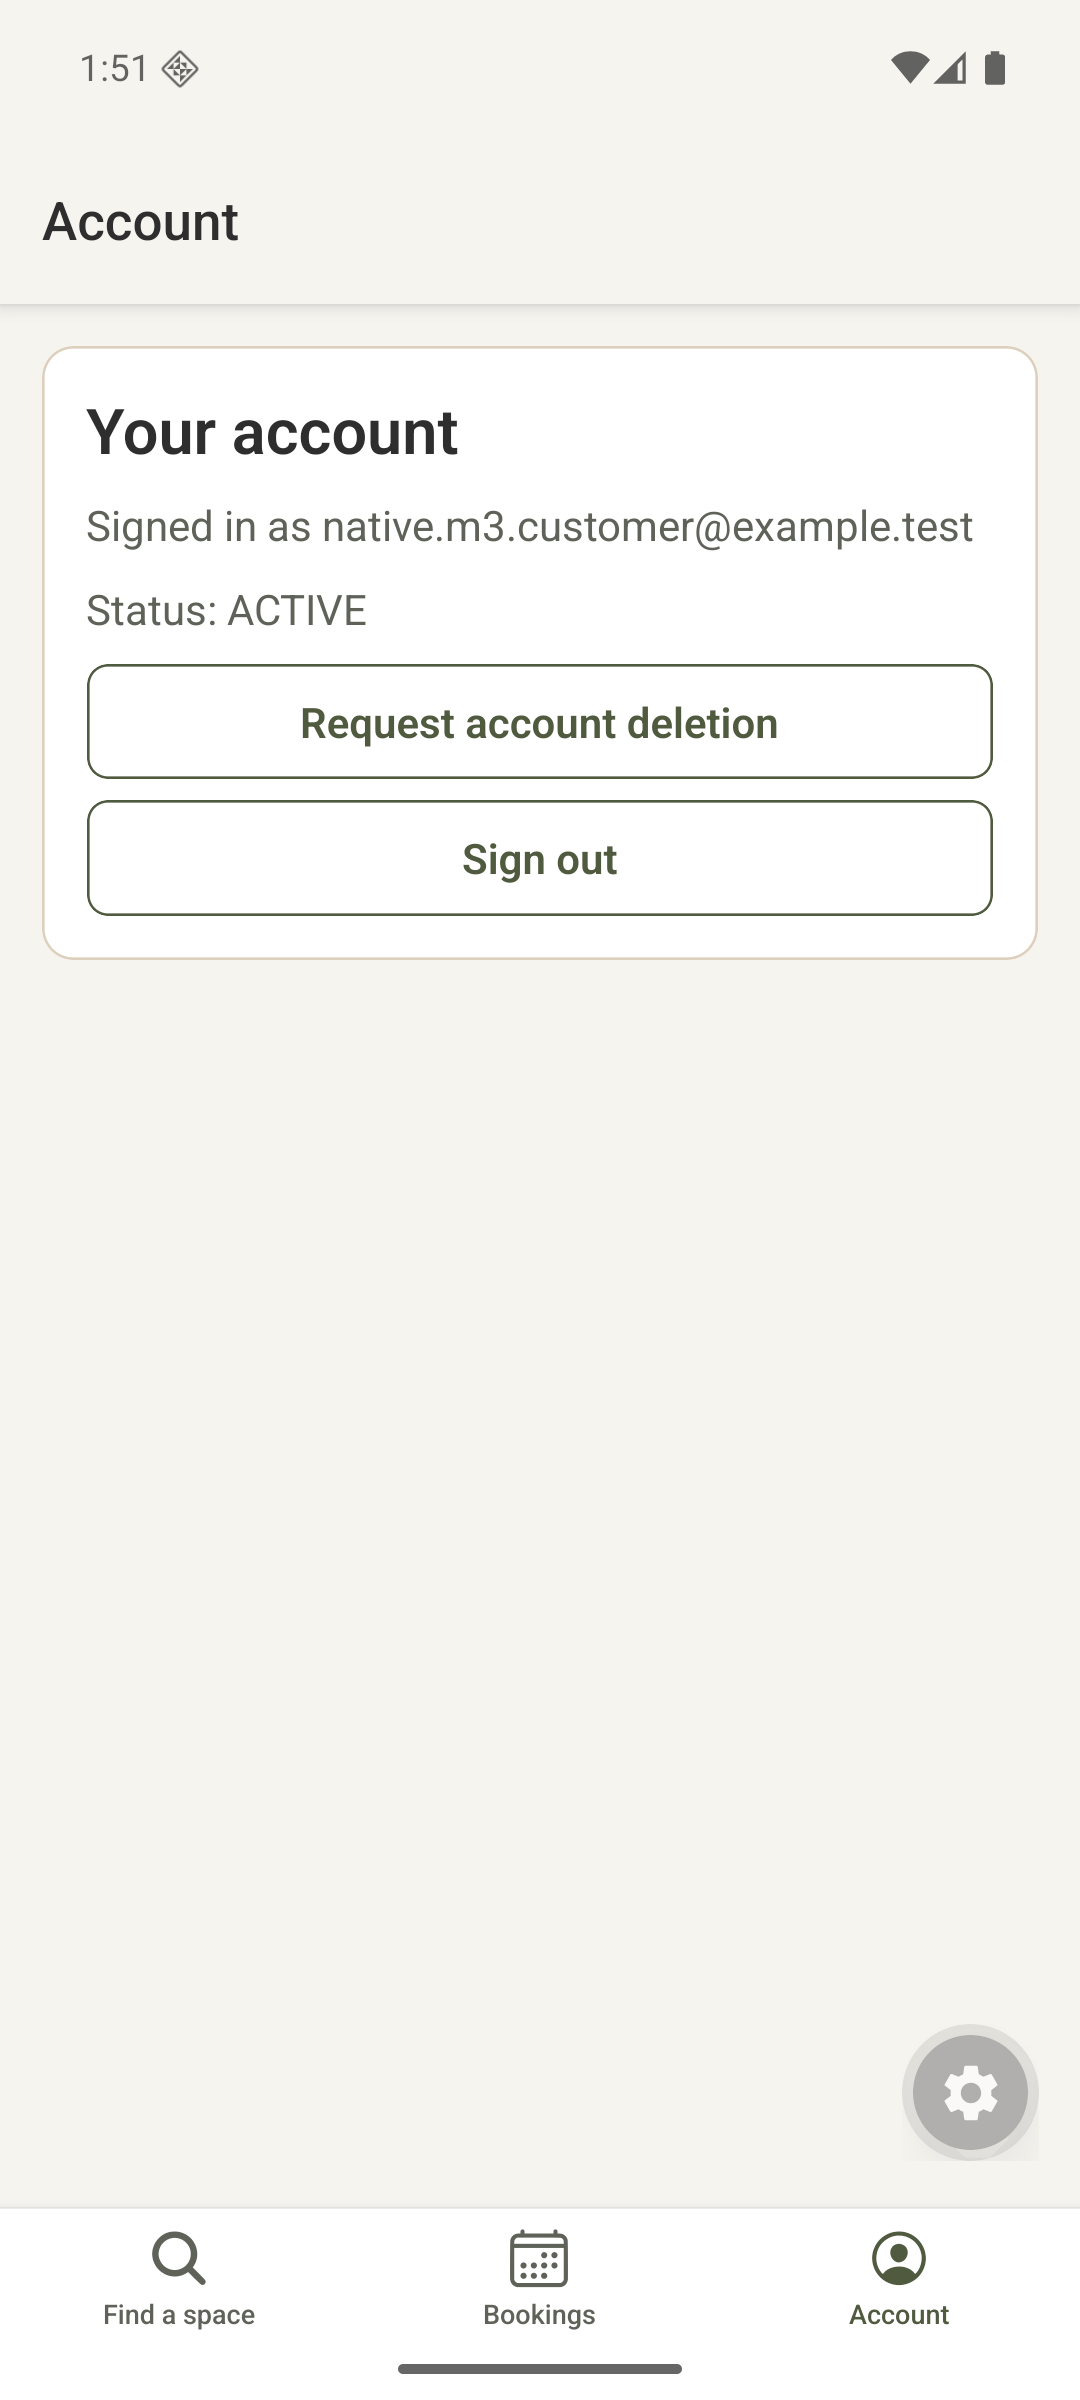 1:51
Account
Your account
Signed in as native.m3.customer@example.test
Status: ACTIVE
Request account deletion
Sign out
Find a space
Bookings
Account